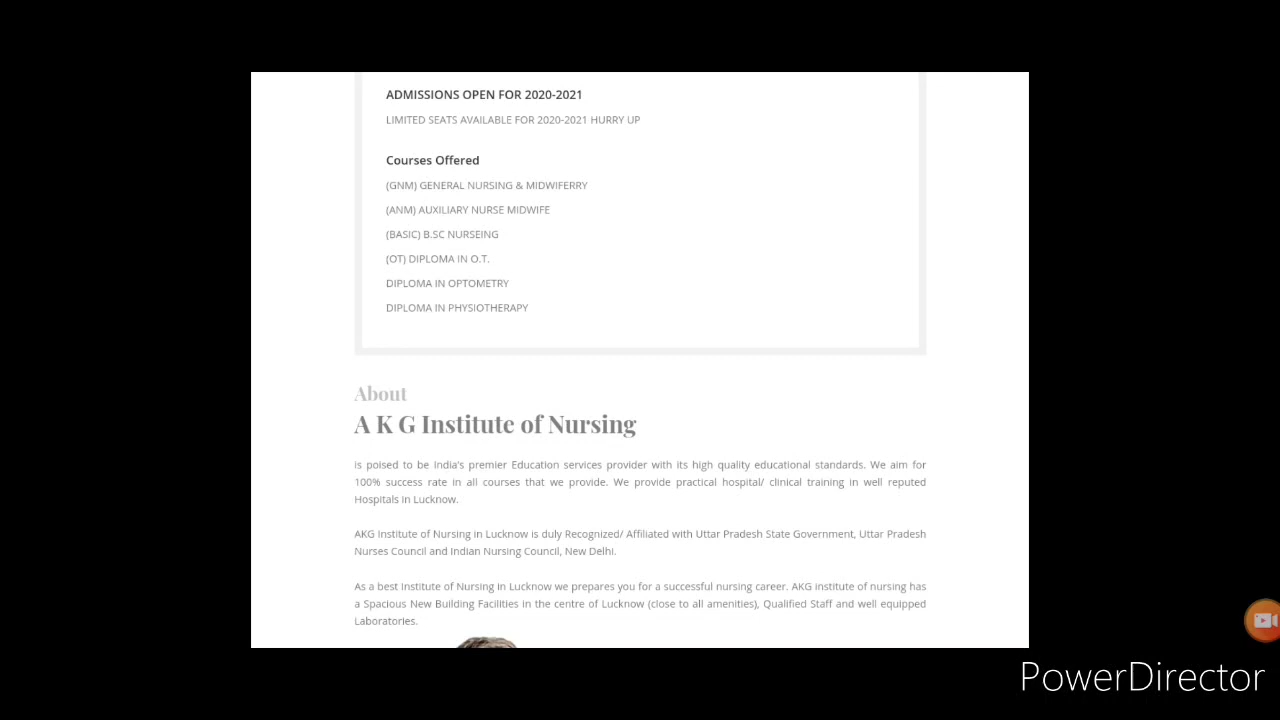 ADMISSIONS OPEN FOR 2020-2021
LIMITED SEATS AVAILABLE FOR 2020-2021 HURRY UP
Courses Offered
(GNM) GENERAL NURSING & MIDWIFERRY
(ANM) AUXILIARY NURSE MIDWIFE
(BASIC) B.SC NURSEING
(OT) DIPLOMA IN O.T.
DIPLOMA IN OPTOMETRY
DIPLOMA IN PHYSIOTHERAPY
About
A K G Institute of Nursing
is poised to be India's premier Education services provider with its high quality educational standards. We aim for
100% success rate in all courses that we provide. We provide practical hospital/ clinical training in well reputed
Hospitals in Lucknow.
AKG Institute of Nursing in Lucknow is duly Recognized/ Affiliated with Uttar Pradesh State Government, Uttar Pradesh
Nurses Council and Indian Nursing Council, New Delhi.
As a best Institute of Nursing in Lucknow we prepares you for a successful nursing career. AKG institute of nursing has
a Spacious New Building Facilities in the centre of Lucknow (close to all amenities), Qualified Staff and well equipped
Laboratories.
PowerDirector